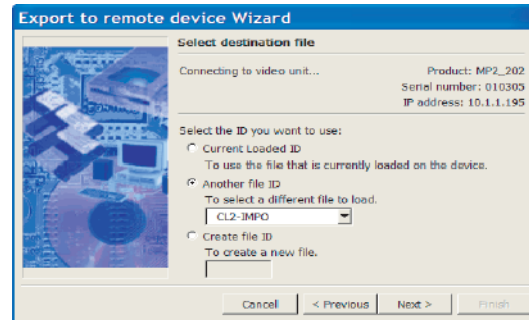 Export to remote device Wizard
Select destination file
Connecting to video unit...
Product: MP2_202
Serial number: 010305
IP address: 10.1.1.195
Select the ID you want to use:
Current Loaded ID
To use the file that is currently loaded on the device.
Another file ID
To select a different file to load.
CL2-IMPO
Create file ID
To create a new file.
Cancel
< Previous
Next >
Finish